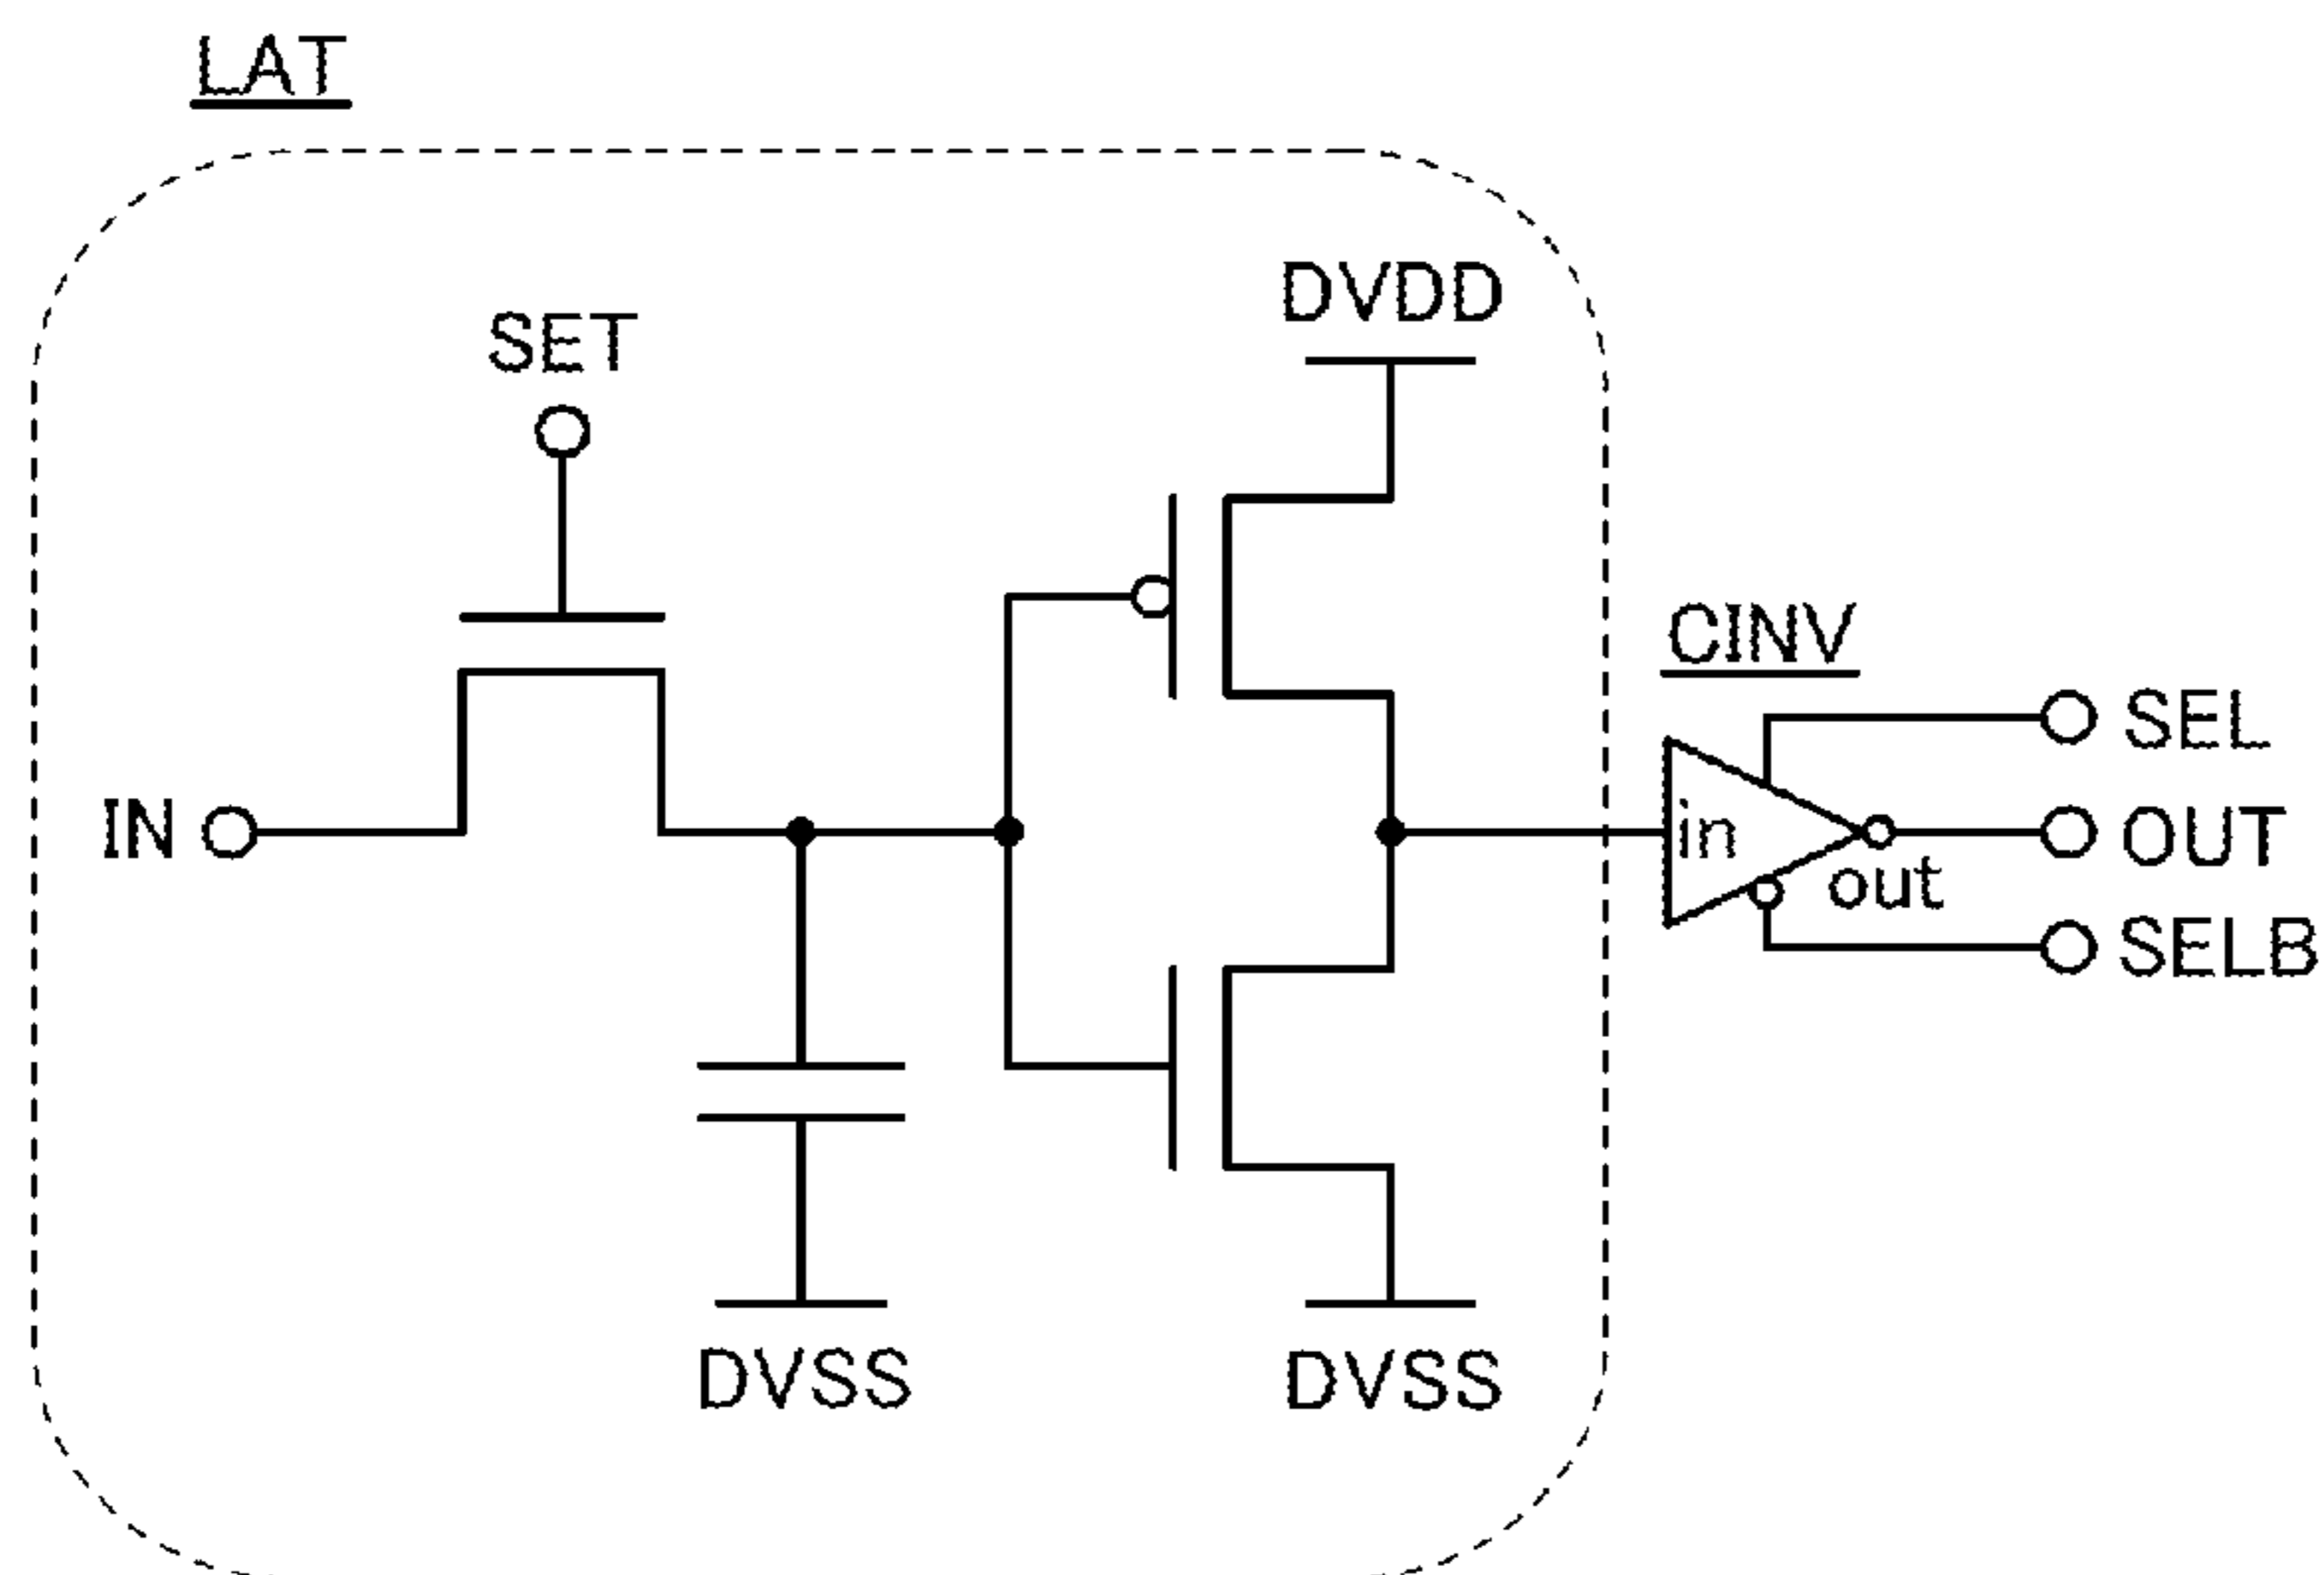 LAT
DVDD
SET
CINV
SEL
IN
in
OUT
out
SELB
DVSS
DVSS